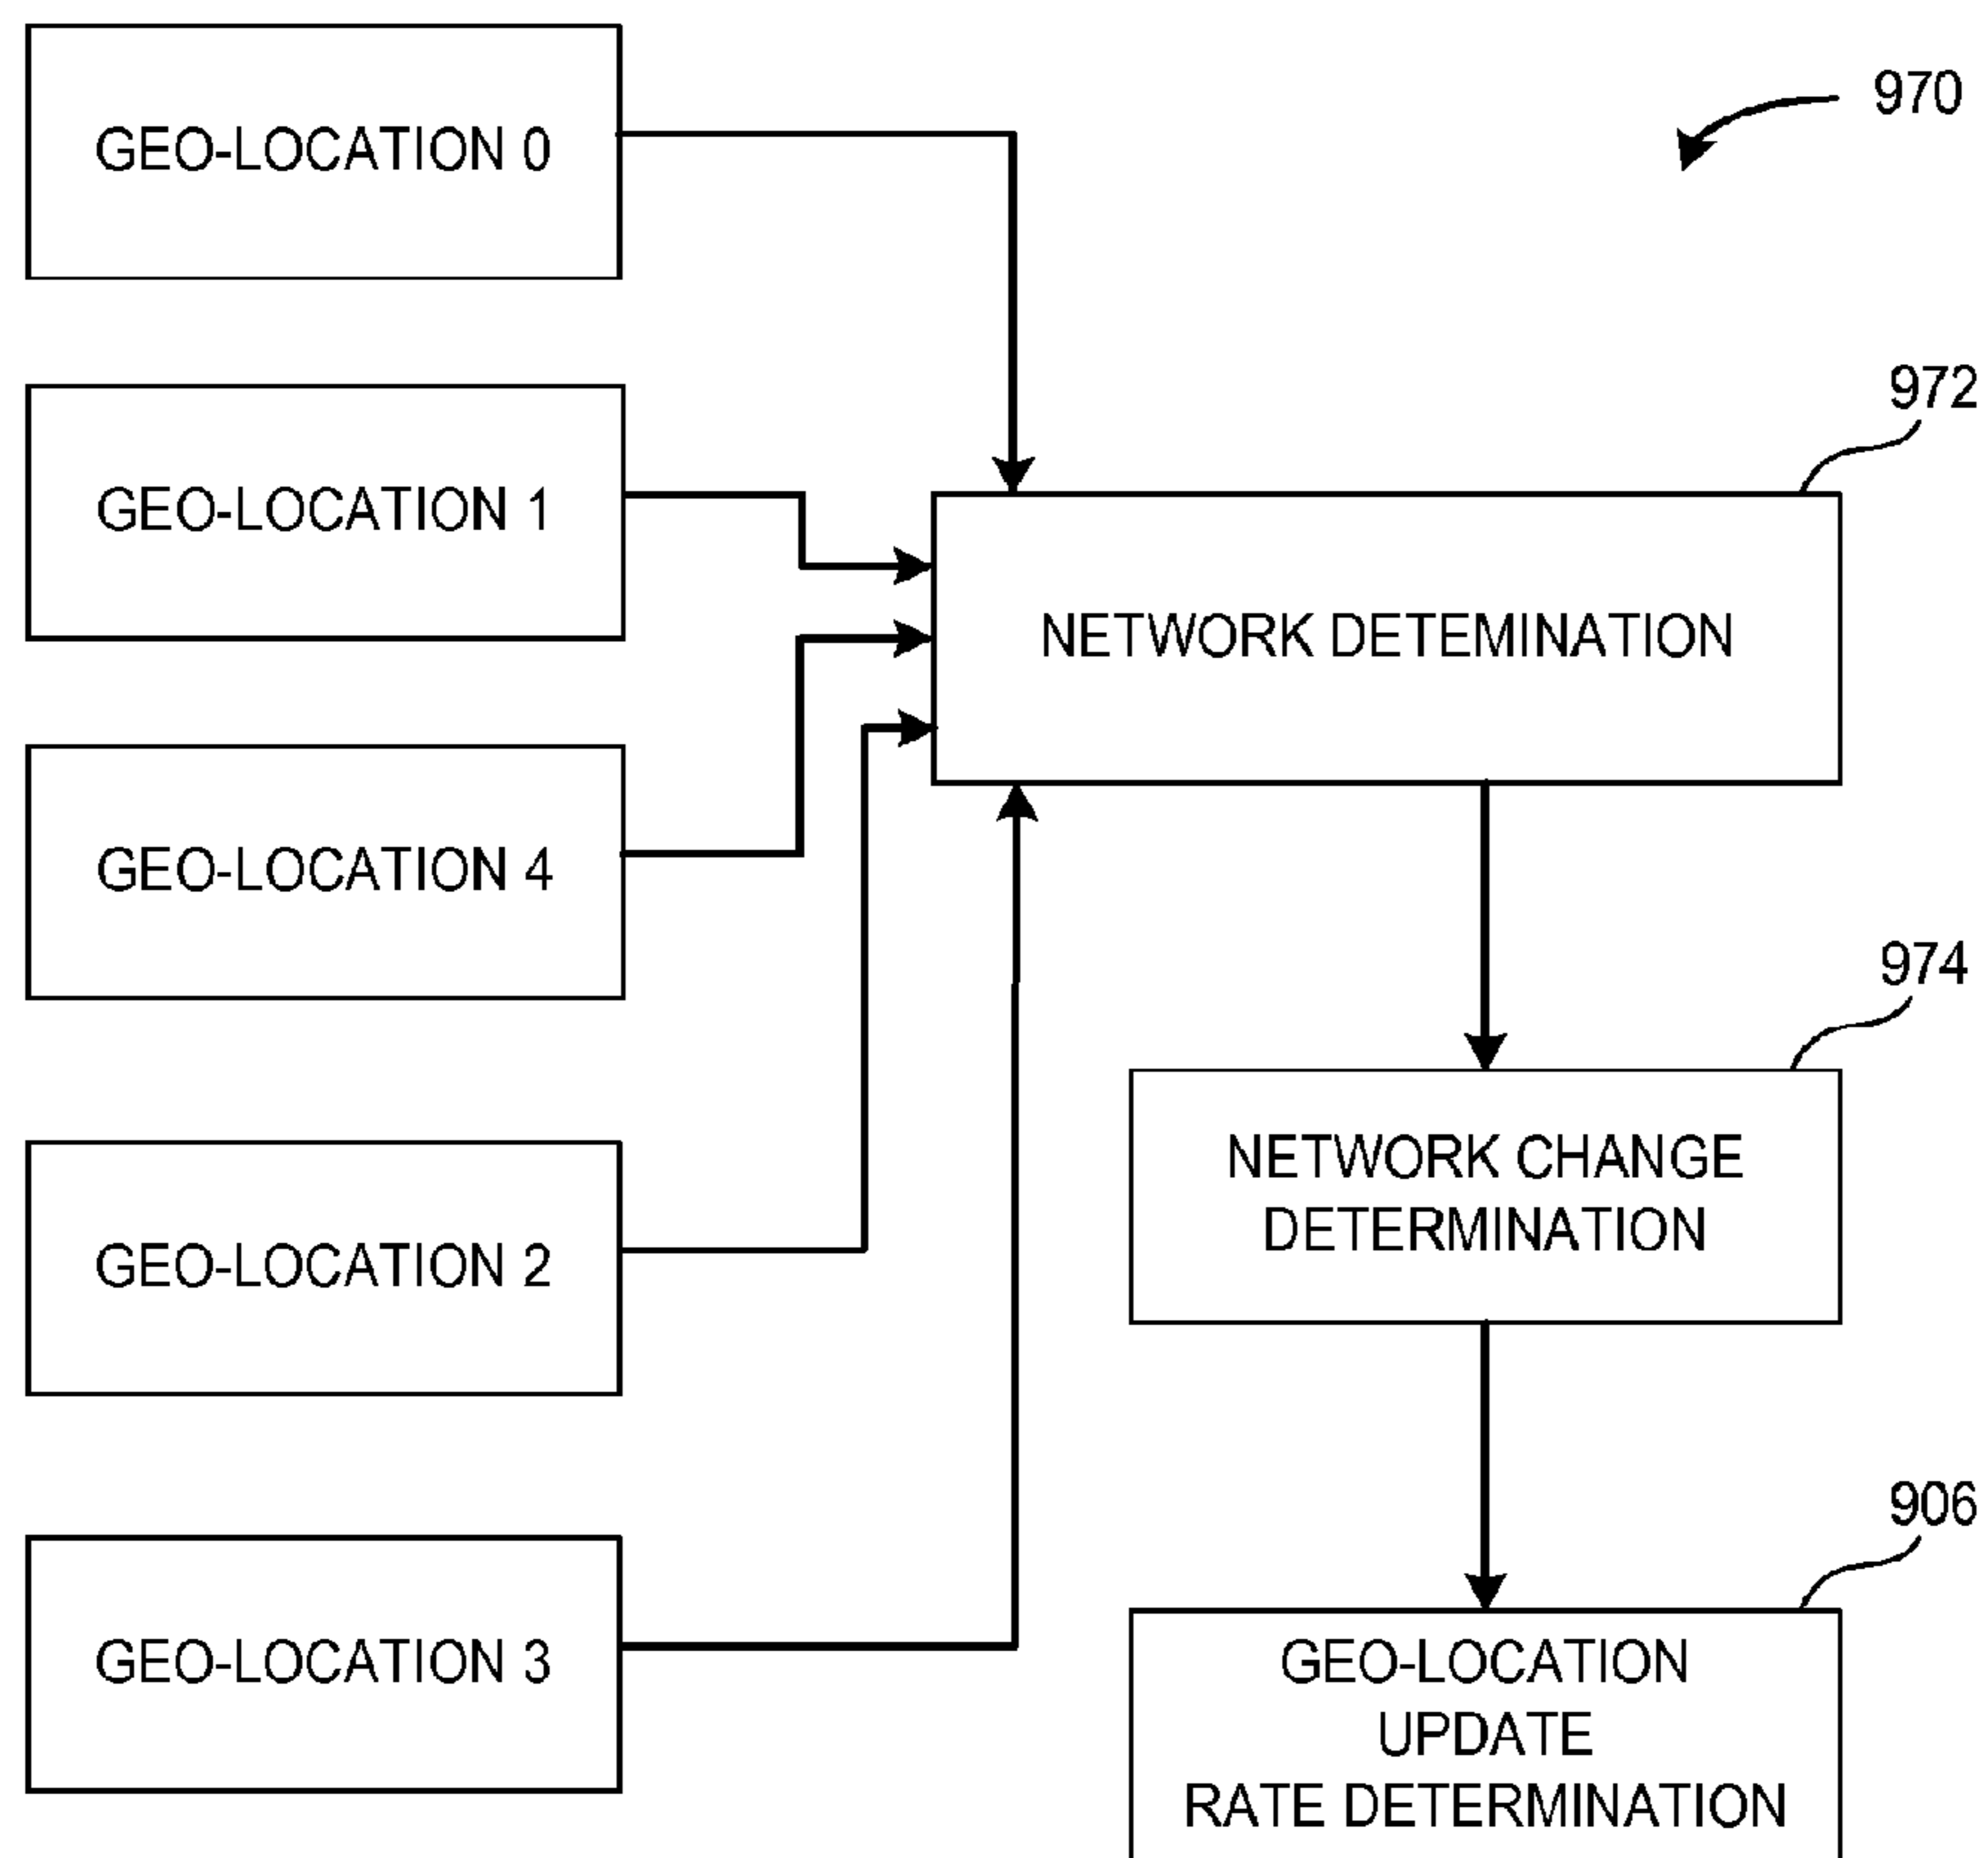 GEO-LOCATION 0
970
GEO-LOCATION 1
972
NETWORK DETEMINATION
GEO-LOCATION 4
974
NETWORK CHANGE
DETERMINATION
GEO-LOCATION 2
906
GEO-LOCATION 3
GEO-LOCATION
UPDATE
RATE DETERMINATION